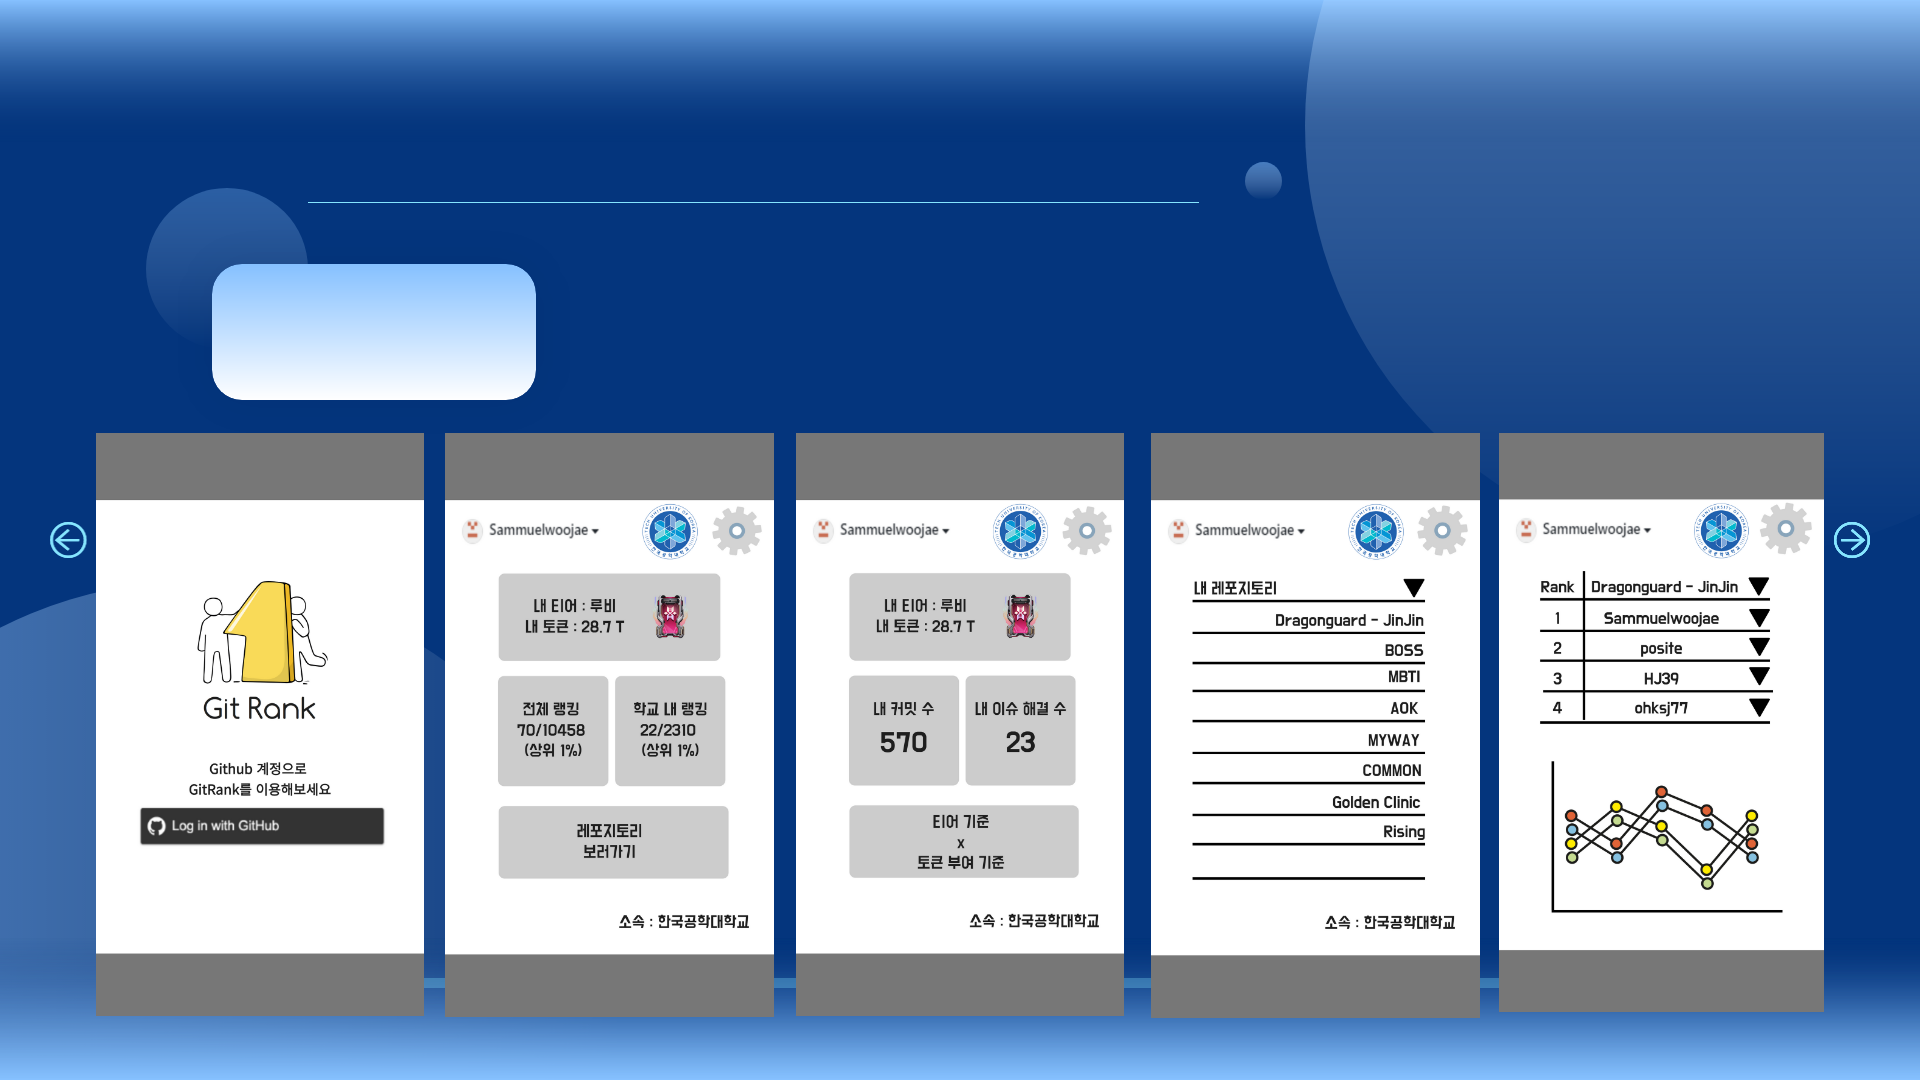 Git Rank
Github 계정으로
GitRank를 이용해보세요
Log in with GitHub
Sammuelwoojae
내 티어 : 루비
내 토큰 : 28.7 T
전체 랭킹
70/10458
(상위 1%)
학교 내 랭킹
22/2310
(상위 1%)
레포지토리
보러가기
소속 : 한국공학대학교
Sammuelwoojae
내 티어 : 루비
내 토큰 : 28.7 T
내 커밋 수
570
내 이슈 해결 수
23
티어 기준
x
토큰 부여 기준
소속 : 한국공학대학교
Sammuelwoojae
내 레포지토리
Dragonguard - JinJin
BOSS
MBTI
AOK
MYWAY
COMMON
Golden Clinic
Rising
소속 : 한국공학대학교
Sammuelwoojae
Rank Dragonguard - JinJin
1 Sammuelwoojae
2 posite
3 HJ39
4 ohksj77